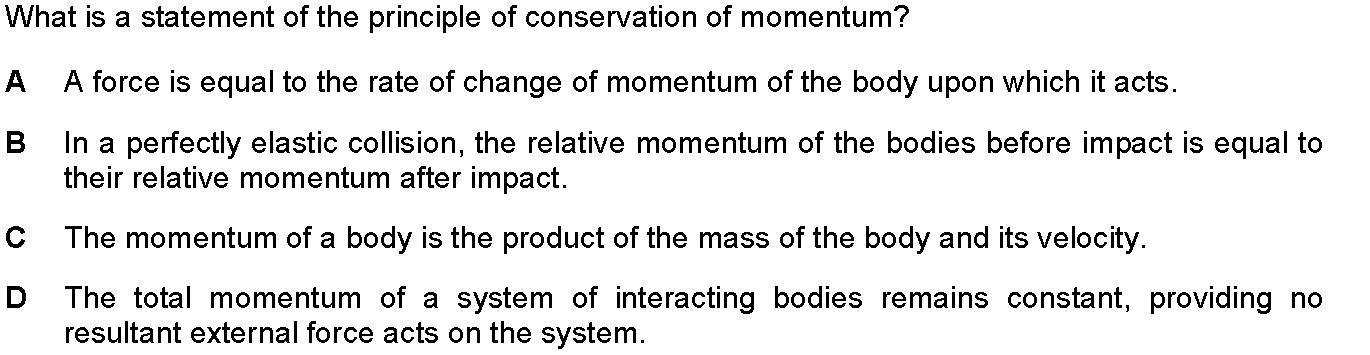 What is a statement of the principle of conservation of momentum?
A A force is equal to the rate of change of momentum of the body upon which it acts.
B In a perfectly elastic collision, the relative momentum of the bodies before impact is equal to
their relative momentum after impact.
C The momentum of a body is the product of the mass of the body and its velocity.
D The total momentum of a system of interacting bodies remains constant, providing no
resultant external force acts on the system.